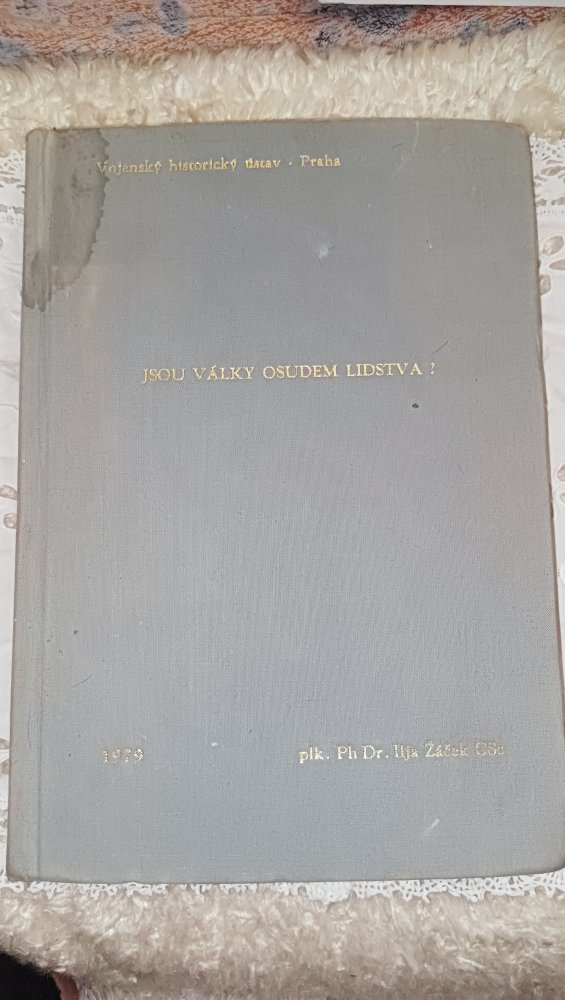 Vojenský historický ústav - Praha
JSOU VÁLKY OSUDEM LIDSTVA ?
1979
plk. Ph Dr. Ilja Žáček CSc